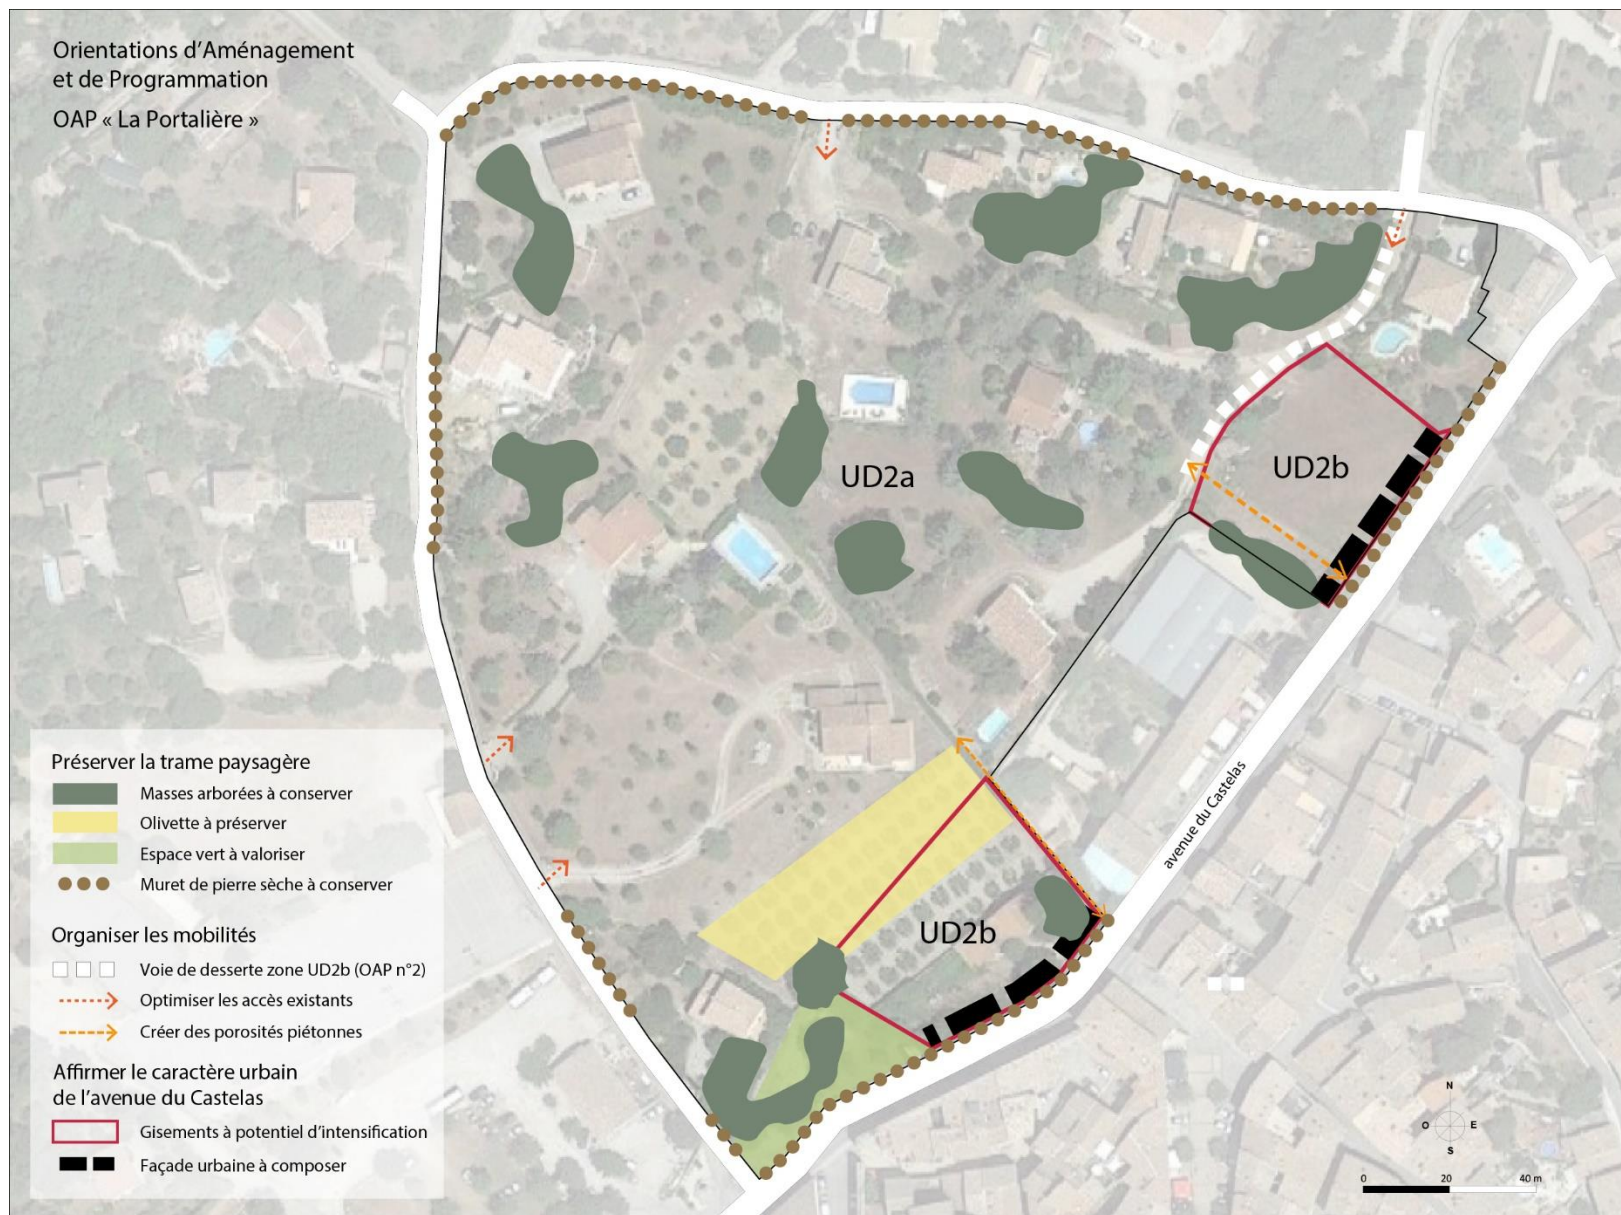 Orientations d'Aménagement
et de Programmation
OAP « La Portalière »
UD2a
UD2b
UD2b
avenue du Castelas
Préserver la trame paysagère
Masses arborées à conserver
Olivette à préserver
Espace vert à valoriser
Muret de pierre sèche à conserver
Organiser les mobilités
Voie de desserte zone UD2b (OAP n°2)
Optimiser les accès existants
Créer des porosités piétonnes
Affirmer le caractère urbain
de l'avenue du Castelas
Gisements à potentiel d'intensification
Façade urbaine à composer
N
O E
S
0 20 40 m